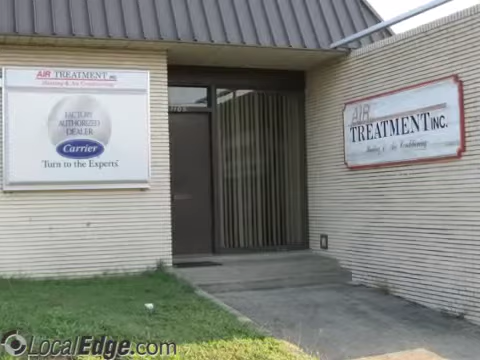 AIR TREATMENT INC.
Heating & Air Conditioning
FACTORY
AUTHORIZED
DEALER
Carrier
Turn to the Experts
AIR
TREATMENT INC.
Heating & Air Conditioning
LocalEdge.com